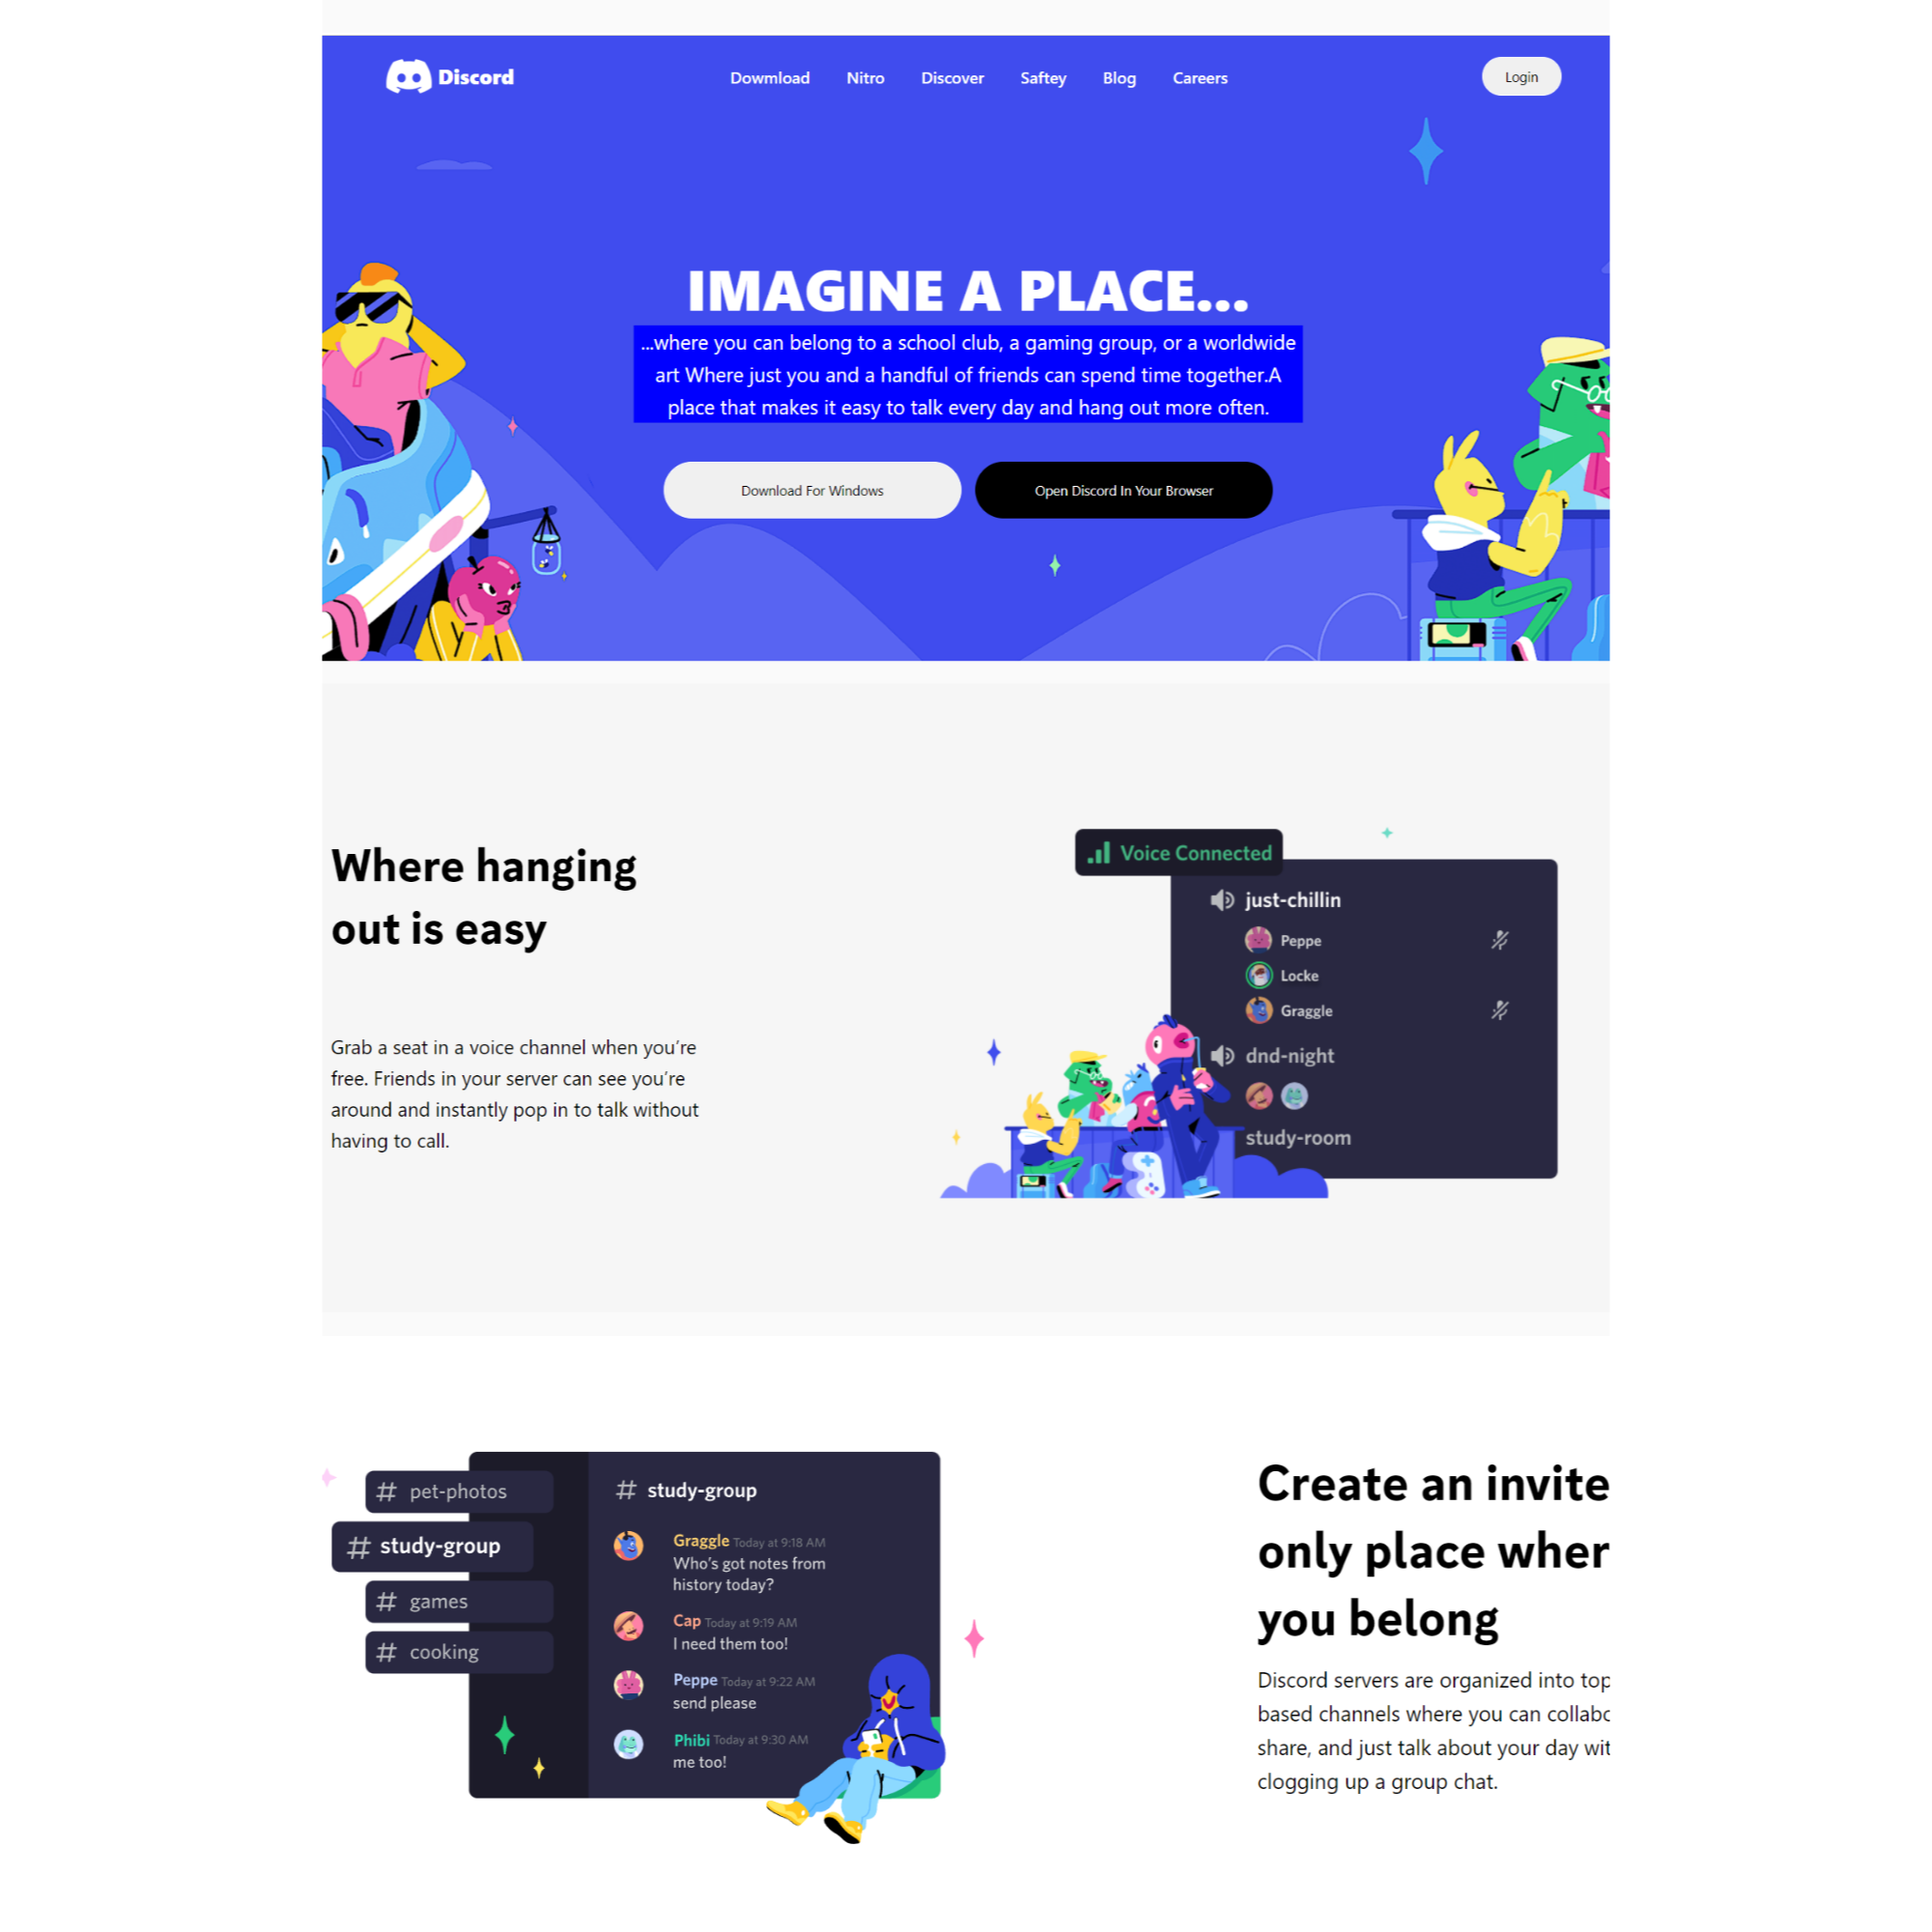 Discord
Dowmload Nitro Discover Saftey Blog Careers
Login
IMAGINE A PLACE...
...where you can belong to a school club, a gaming group, or a worldwide
art Where just you and a handful of friends can spend time together.A
place that makes it easy to talk every day and hang out more often.
Download For Windows
Open Discord In Your Browser
Where hanging
out is easy
Grab a seat in a voice channel when you're
free. Friends in your server can see you're
around and instantly pop in to talk without
having to call.
Voice Connected
just-chillin
Peppe
Locke
Graggle
dnd-night
study-room
# pet-photos
# study-group
# games
# cooking
# study-group
Graggle Today at 9:18 AM
Who's got notes from
history today?
Cap Today at 9:19 AM
I need them too!
Peppe Today at 9:22 AM
send please
Phibi Today at 9:30 AM
me too!
Create an invite
only place wher
you belong
Discord servers are organized into top
based channels where you can collabo
share, and just talk about your day wit
clogging up a group chat.